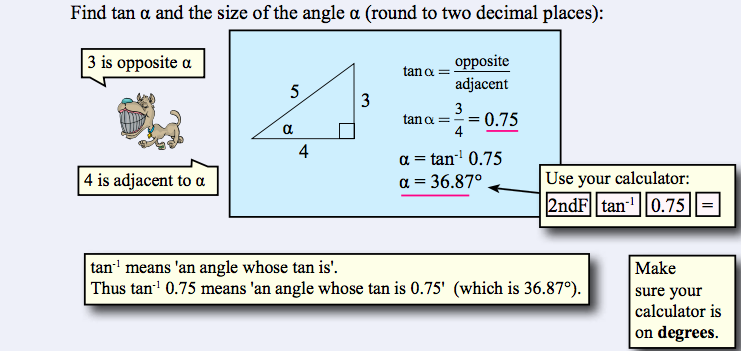 Find tan α and the size of the angle α (round to two decimal places):
3 is opposite α
4 is adjacent to α
5
3
α
4
tan α = opposite / adjacent
tan α = 3/4 = 0.75
α = tan⁻¹ 0.75
α = 36.87°
Use your calculator:
2ndF tan⁻¹ 0.75 =
tan⁻¹ means 'an angle whose tan is'.
Thus tan⁻¹ 0.75 means 'an angle whose tan is 0.75' (which is 36.87°).
Make
sure your
calculator is
on degrees.